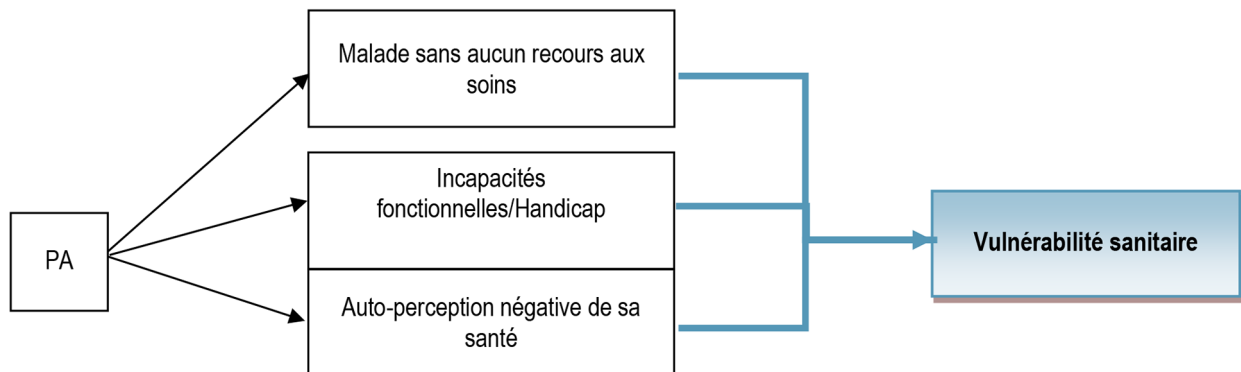 Malade sans aucun recours aux
soins
Incapacités
fonctionnelles/Handicap
PA
Vulnérabilité sanitaire
Auto-perception négative de sa
santé